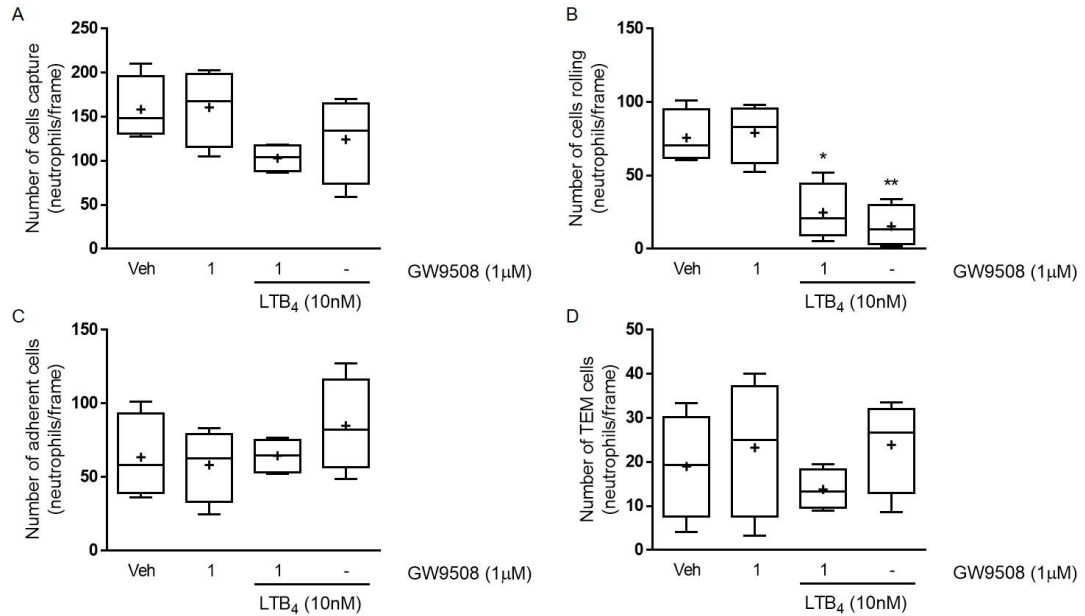 A
Number of cells capture
(neutrophils/frame)
250
200
150
100
50
0
Veh 1 1 - GW9508 (1μM)
LTB4 (10nM)
B
Number of cells rolling
(neutrophils/frame)
150
100
50
0
*
**
Veh 1 1 - GW9508 (1μM)
LTB4 (10nM)
C
Number of adherent cells
(neutrophils/frame)
150
100
50
0
Veh 1 1 - GW9508 (1μM)
LTB4 (10nM)
D
Number of TEM cells
(neutrophils/frame)
50
40
30
20
10
0
Veh 1 1 - GW9508 (1μM)
LTB4 (10nM)